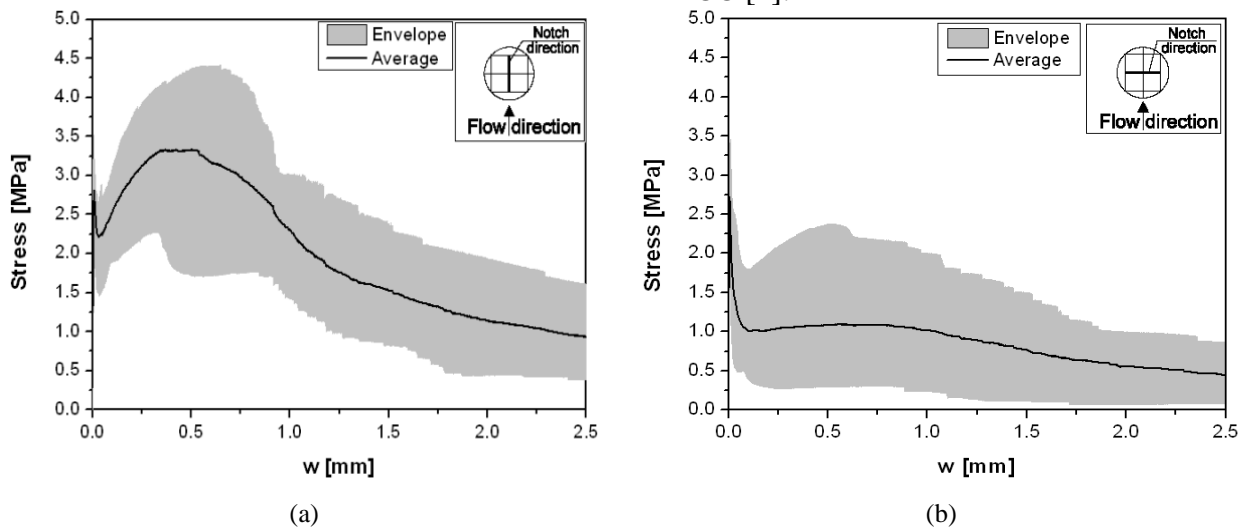 5.0
4.5
4.0
3.5
3.0
2.5
2.0
1.5
1.0
0.5
0.0
Stress [MPa]
Envelope
Average
Notch
direction
Flow direction
0.0 0.5 1.0 1.5 2.0 2.5
w [mm]
(a)
5.0
4.5
4.0
3.5
3.0
2.5
2.0
1.5
1.0
0.5
0.0
Stress [MPa]
Envelope
Average
Notch
direction
Flow direction
0.0 0.5 1.0 1.5 2.0 2.5
w [mm]
(b)